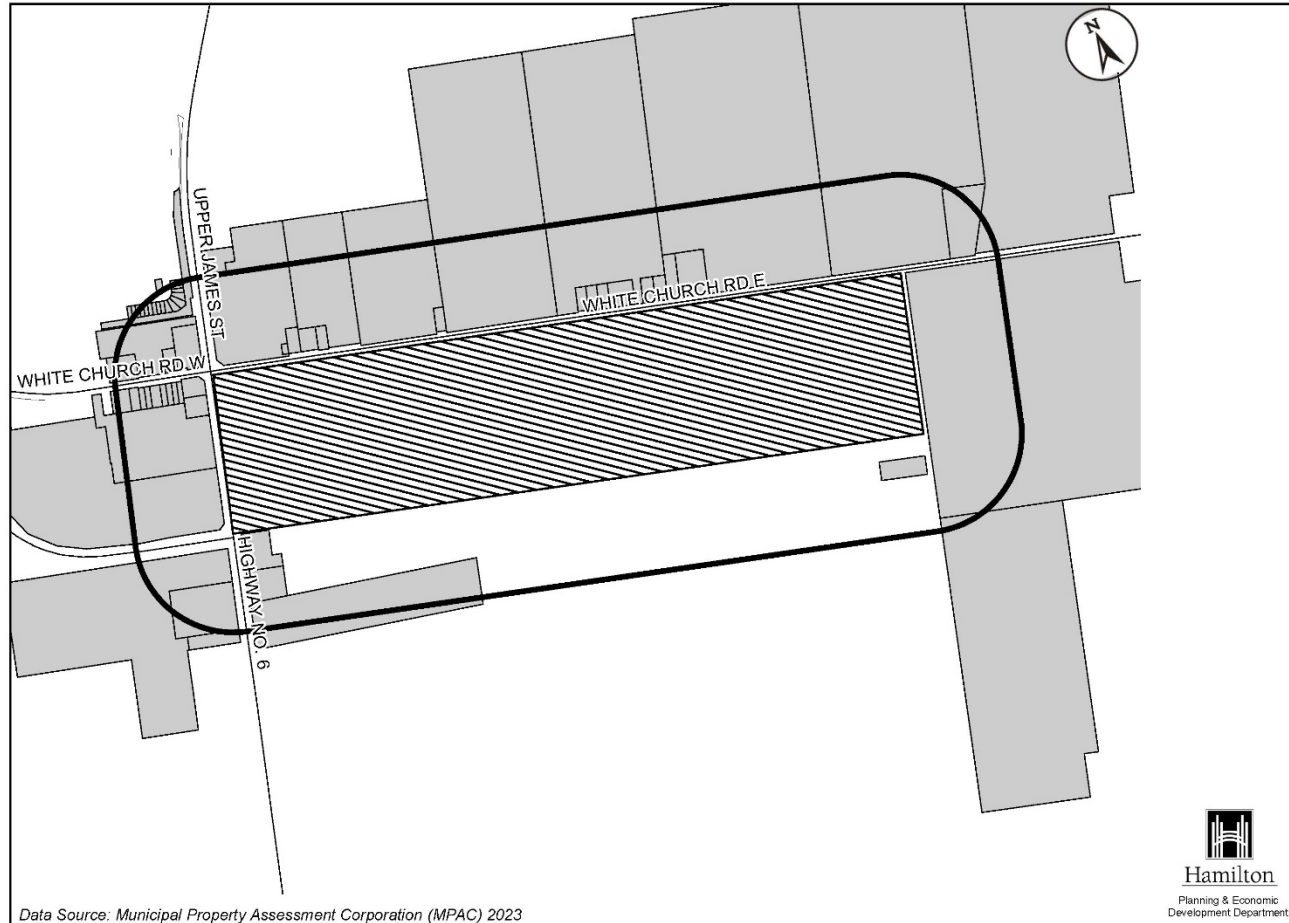 N
UPPER JAMES ST
WHITE CHURCH RD E
WHITE CHURCH RD W
HIGHWAY NO. 6
Hamilton
Planning & Economic
Development Department
Data Source: Municipal Property Assessment Corporation (MPAC) 2023